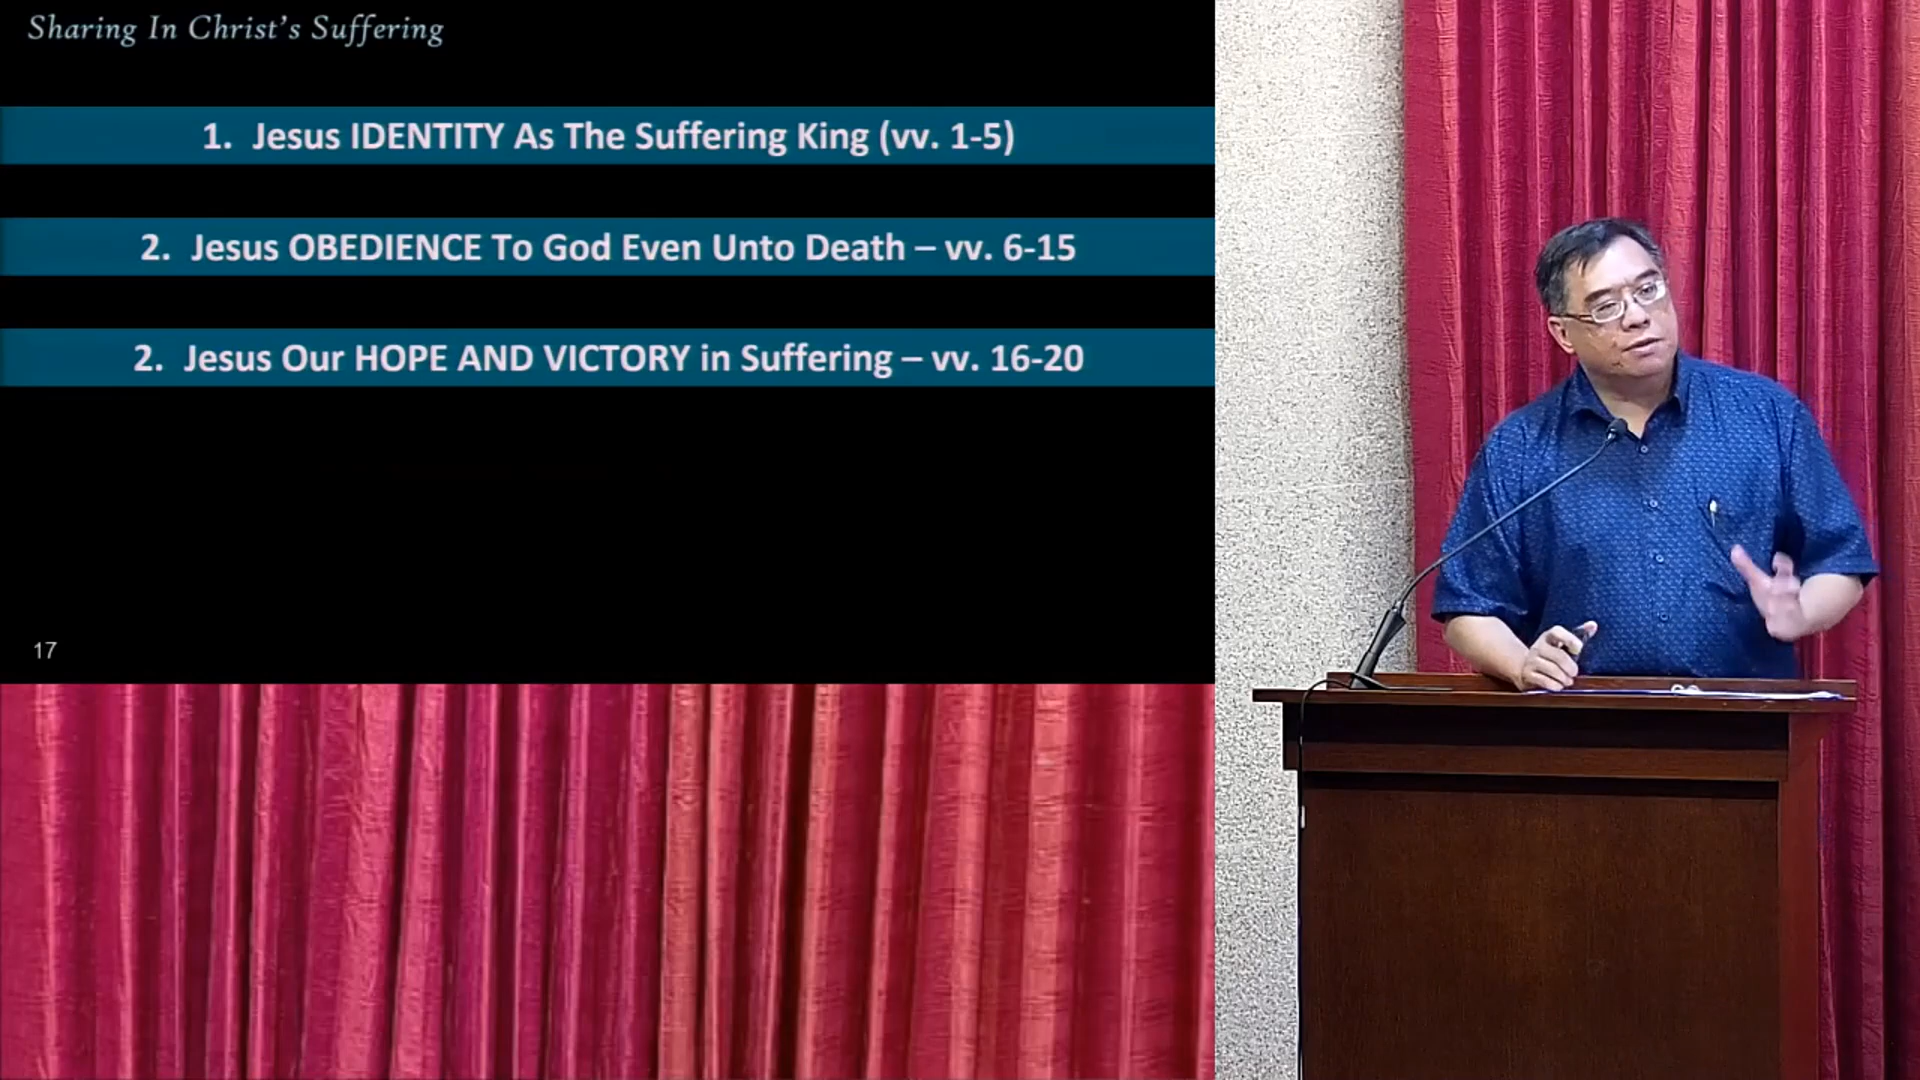 Sharing In Christ's Suffering
1. Jesus IDENTITY As The Suffering King (vv. 1-5)
2. Jesus OBEDIENCE To God Even Unto Death – vv. 6-15
2. Jesus Our HOPE AND VICTORY in Suffering – vv. 16-20
17